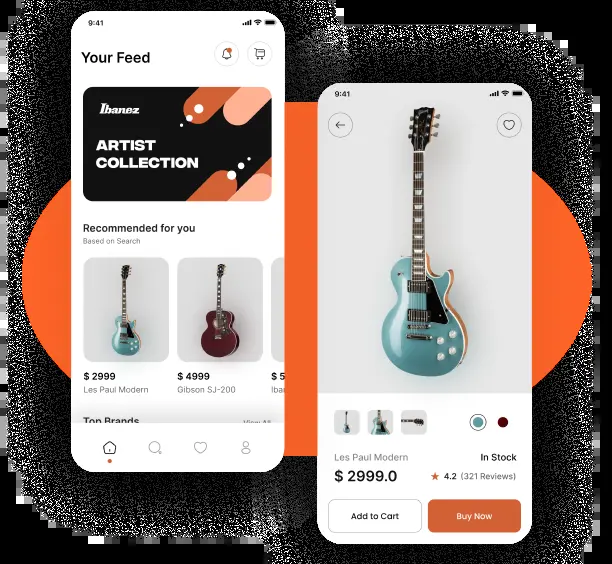 9:41
Your Feed
Ibanez
ARTIST
COLLECTION
Recommended for you
Based on Search
$ 2999
Les Paul Modern
$ 4999
Gibson SJ-200
$ 5
Iba
Top Brands
View All
9:41
Les Paul Modern
In Stock
$ 2999.0
4.2 (321 Reviews)
Add to Cart
Buy Now